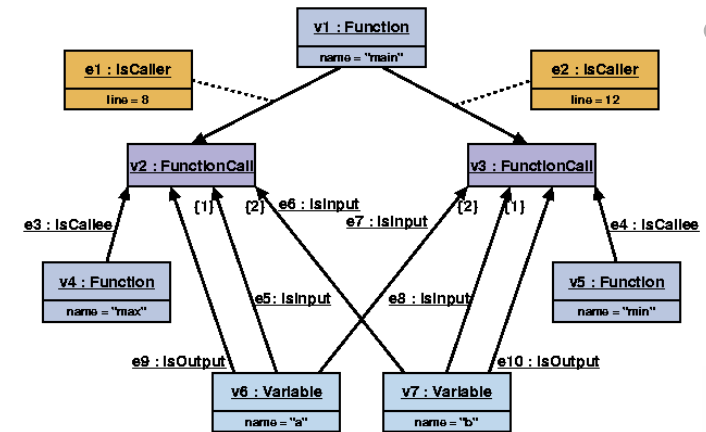 v1 : Function
name = "main"
e1 : IsCaller
line = 8
e2 : IsCaller
line = 12
v2 : FunctionCall
v3 : FunctionCall
{1}
{2}
e6 : IsInput
e7 : IsInput
{2}
{1}
e3 : IsCallee
e4 : IsCallee
v4 : Function
name = "max"
e5: IsInput
e8 : IsInput
v5 : Function
name = "min"
e9 : IsOutput
e10 : IsOutput
v6 : Variable
name = "a"
v7 : Variable
name = "b"